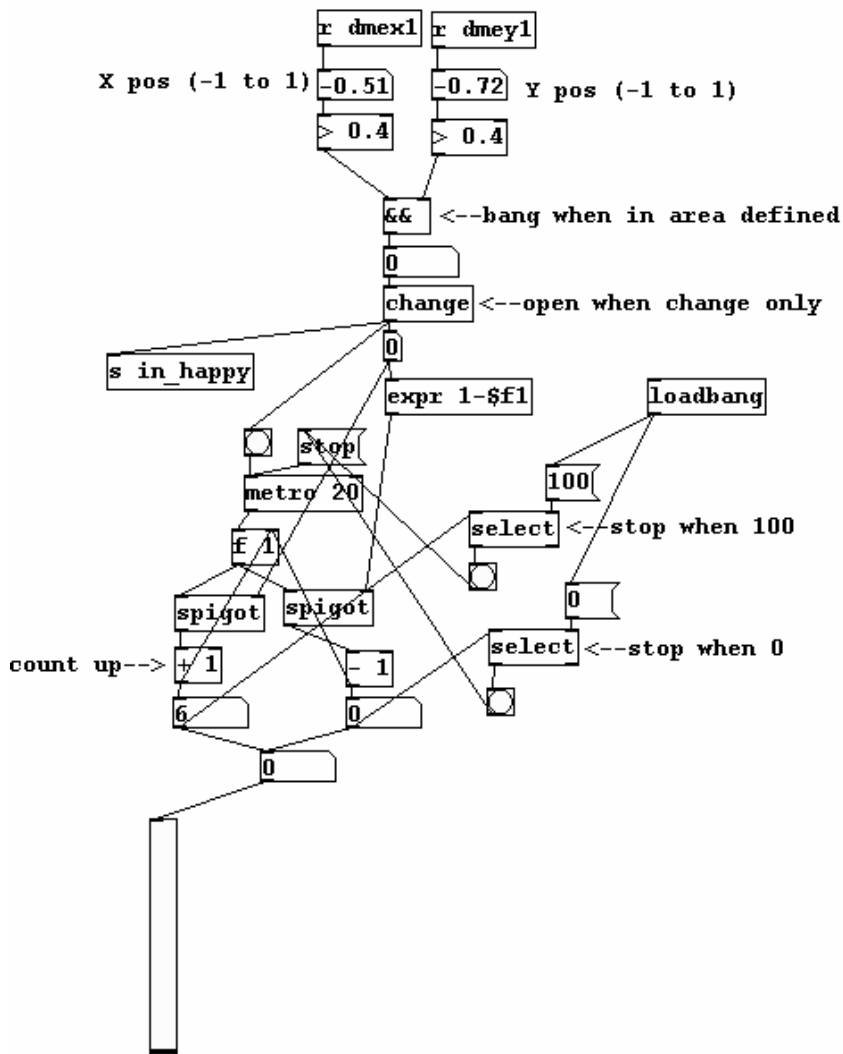 r dmex1
r dmey1
X pos (-1 to 1)
-0.51
-0.72
Y pos (-1 to 1)
> 0.4
> 0.4
&&
<--bang when in area defined
0
change
<--open when change only
0
s in_happy
expr 1-$f1
loadbang
stop
metro 20
100
select
<--stop when 100
f 1
spigot
spigot
0
select
<--stop when 0
count up-->
+ 1
- 1
6
0
0